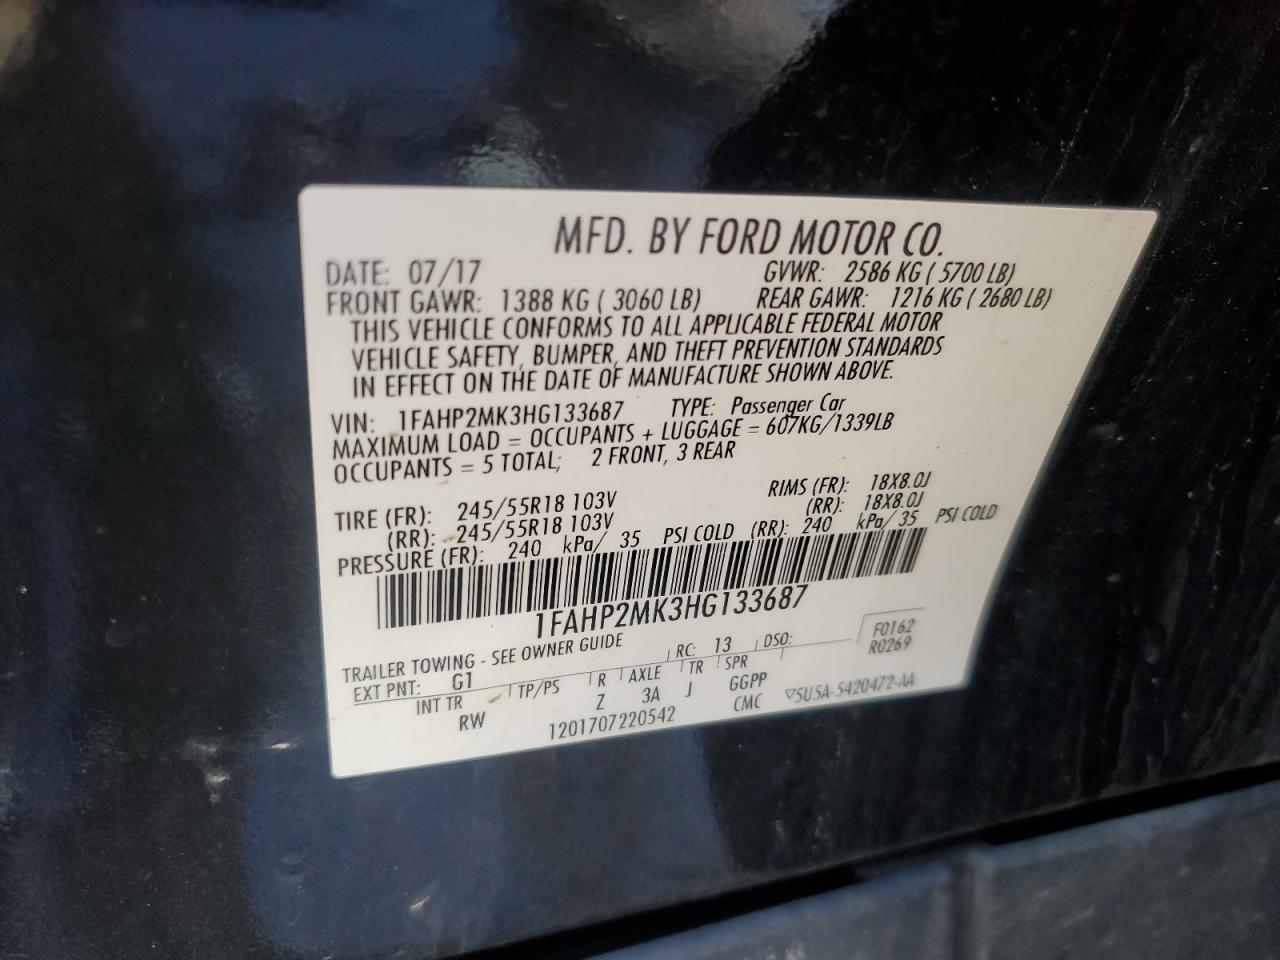 MFD. BY FORD MOTOR CO.
DATE: 07/17 GVWR: 2586 KG ( 5700 LB)
FRONT GAWR: 1388 KG ( 3060 LB) REAR GAWR: 1216 KG ( 2680 LB)
THIS VEHICLE CONFORMS TO ALL APPLICABLE FEDERAL MOTOR
VEHICLE SAFETY, BUMPER, AND THEFT PREVENTION STANDARDS
IN EFFECT ON THE DATE OF MANUFACTURE SHOWN ABOVE.
VIN: 1FAHP2MK3HG133687 TYPE: Passenger Car
MAXIMUM LOAD = OCCUPANTS + LUGGAGE = 607KG/1339LB
OCCUPANTS = 5 TOTAL; 2 FRONT, 3 REAR
TIRE (FR): 245/55R18 103V RIMS (FR): 18X8.0J
(RR): 245/55R18 103V (RR): 18X8.0J
PRESSURE (FR): 240 kPa/ 35 PSI COLD (RR): 240 kPa/ 35 PSI COLD
1FAHP2MK3HG133687
TRAILER TOWING - SEE OWNER GUIDE
EXT PNT: G1 RC: 13 DSO: F0162
R0269
INT TR TP/PS R AXLE TR SPR
RW Z 3A J GGPP
1201707220542 CMC ▽5U5A-5420472-AA